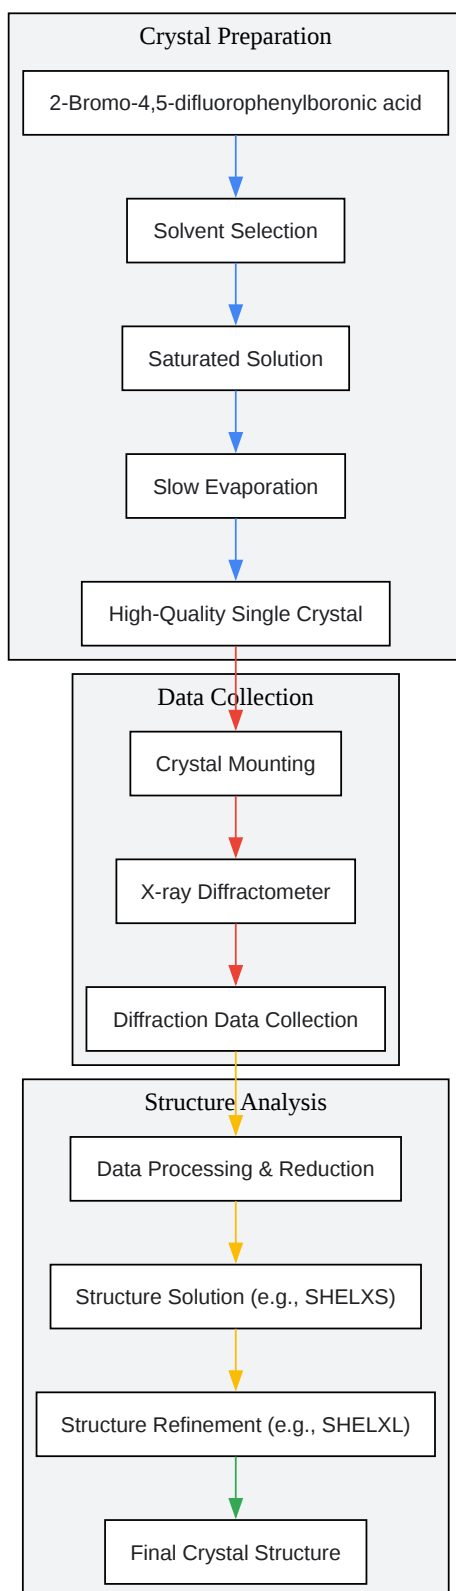 Crystal Preparation
2-Bromo-4,5-difluorophenylboronic acid
Solvent Selection
Saturated Solution
Slow Evaporation
High-Quality Single Crystal
Data Collection
Crystal Mounting
X-ray Diffractometer
Diffraction Data Collection
Structure Analysis
Data Processing & Reduction
Structure Solution (e.g., SHELXS)
Structure Refinement (e.g., SHELXL)
Final Crystal Structure